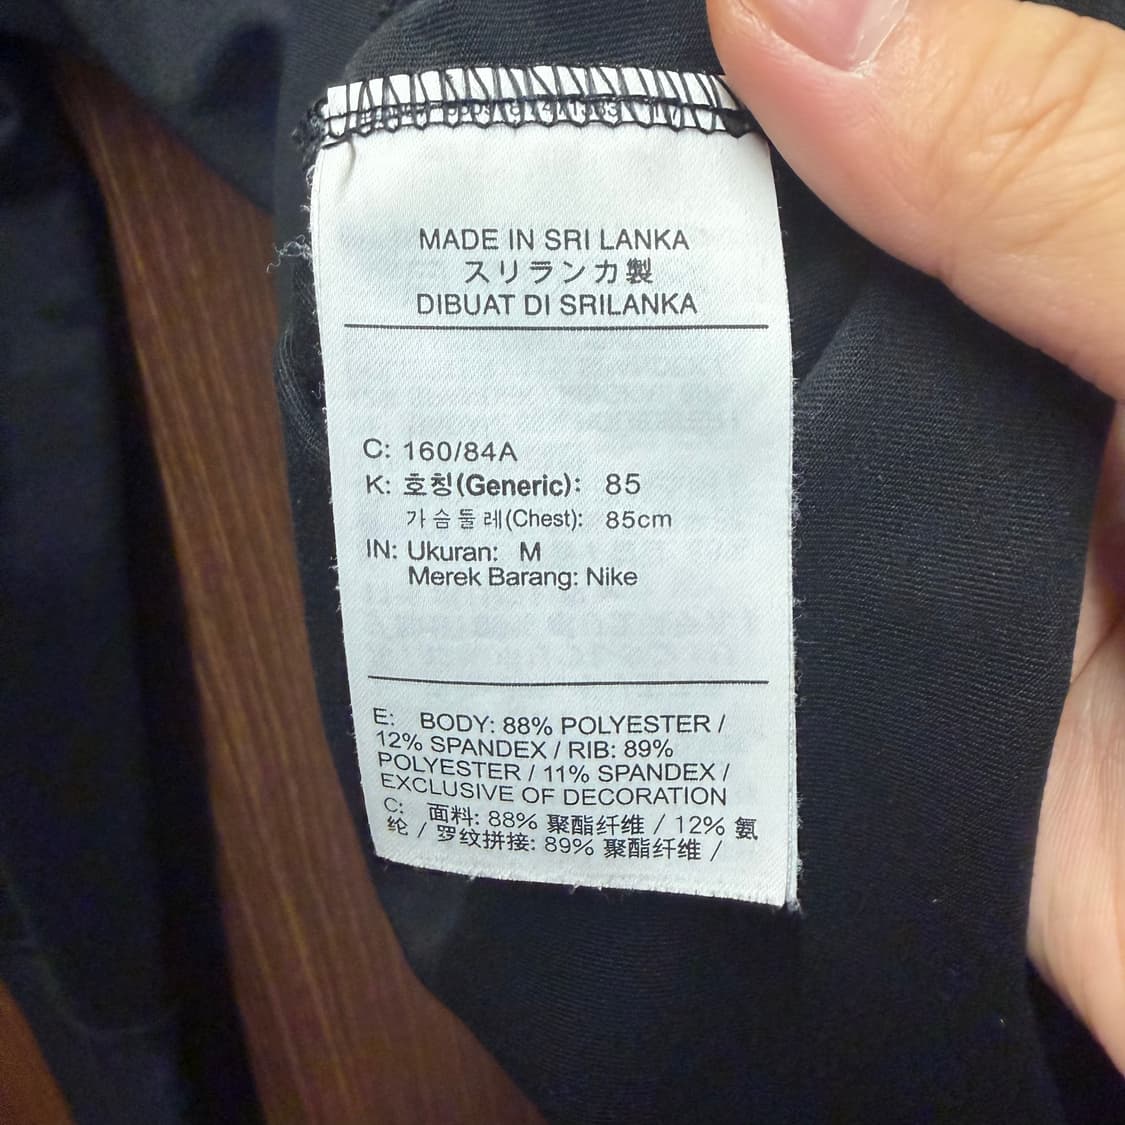 MADE IN SRI LANKA
スリランカ製
DIBUAT DI SRILANKA
C: 160/84A
K: 호칭(Generic): 85
가슴둘레(Chest): 85cm
IN: Ukuran: M
Merek Barang: Nike
E: BODY: 88% POLYESTER /
12% SPANDEX / RIB: 89%
POLYESTER / 11% SPANDEX /
EXCLUSIVE OF DECORATION
C: 面料: 88% 聚酯纤维 / 12% 氨
纶 / 罗纹拼接: 89% 聚酯纤维 /